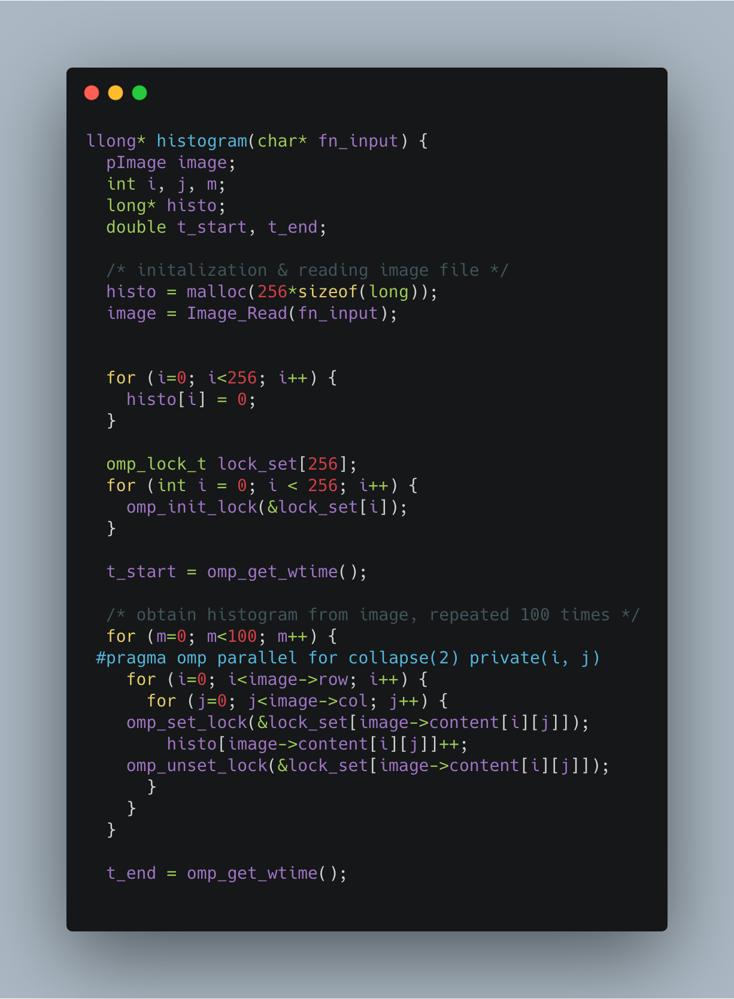 llong* histogram(char* fn_input) {
  pImage image;
  int i, j, m;
  long* histo;
  double t_start, t_end;

  /* initalization & reading image file */
  histo = malloc(256*sizeof(long));
  image = Image_Read(fn_input);


  for (i=0; i<256; i++) {
    histo[i] = 0;
  }

  omp_lock_t lock_set[256];
  for (int i = 0; i < 256; i++) {
    omp_init_lock(&lock_set[i]);
  }

  t_start = omp_get_wtime();

  /* obtain histogram from image, repeated 100 times */
  for (m=0; m<100; m++) {
 #pragma omp parallel for collapse(2) private(i, j)
    for (i=0; i<image->row; i++) {
      for (j=0; j<image->col; j++) {
    omp_set_lock(&lock_set[image->content[i][j]]);
        histo[image->content[i][j]]++;
    omp_unset_lock(&lock_set[image->content[i][j]]);
      }
    }
  }

  t_end = omp_get_wtime();